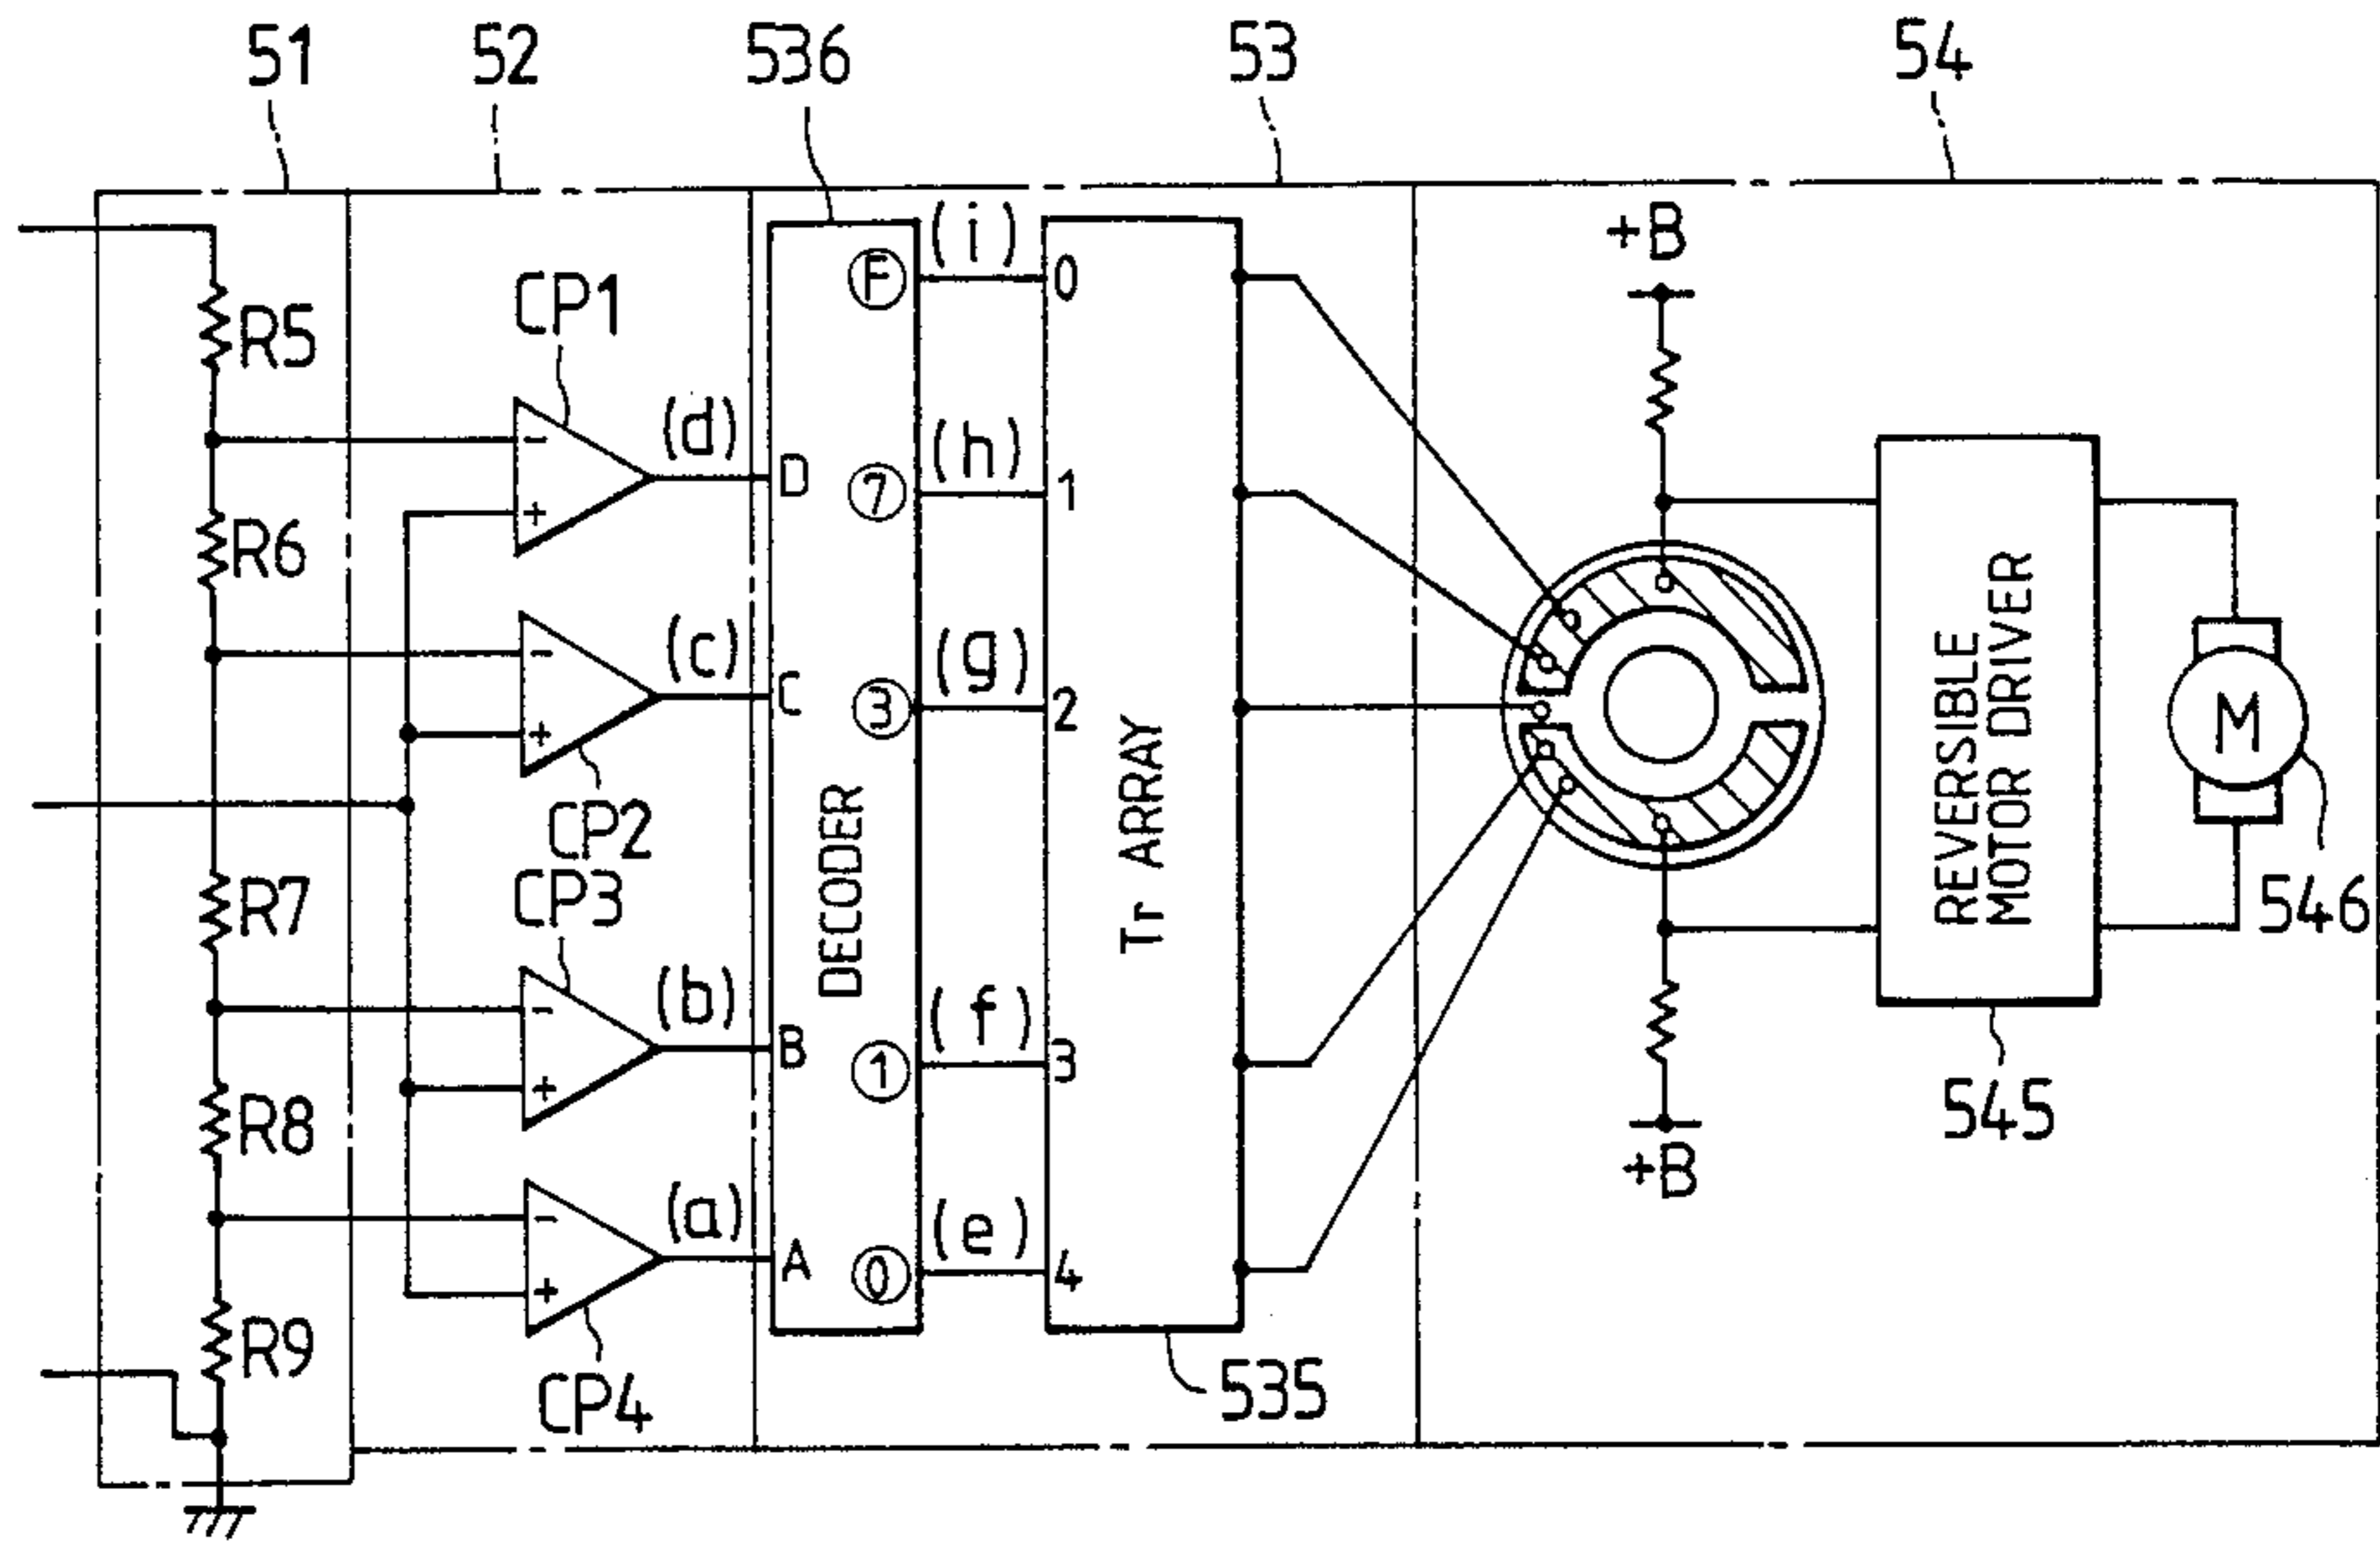 51
52
536
53
54
R5
R6
R7
R8
R9
CP1
CP2
CP3
CP4
-
+
-
+
-
+
-
+
(d)
(c)
(b)
(a)
D
C
B
A
DECODER
F
7
3
1
0
(i)
(h)
(g)
(f)
(e)
0
1
2
3
4
Tr ARRAY
535
+B
+B
REVERSIBLE
MOTOR DRIVER
545
M
546